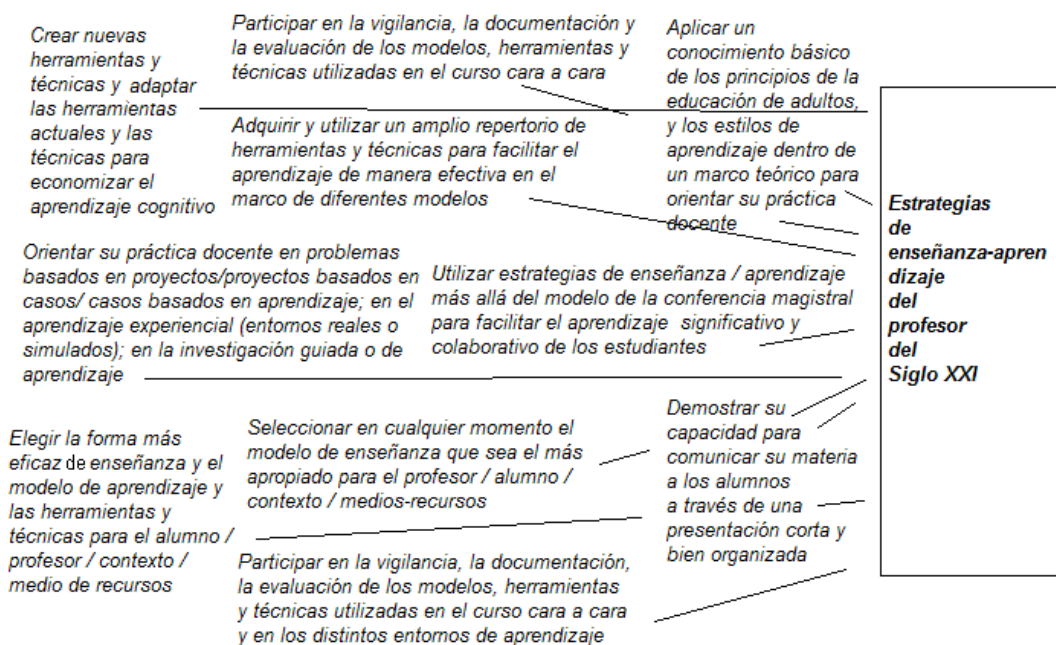 Crear nuevas
herramientas y
técnicas y adaptar
las herramientas
actuales y las
técnicas para
economizar el
aprendizaje cognitivo
Participar en la vigilancia, la documentación y
la evaluación de los modelos, herramientas y
técnicas utilizadas en el curso cara a cara
Adquirir y utilizar un amplio repertorio de
herramientas y técnicas para facilitar el
aprendizaje de manera efectiva en el
marco de diferentes modelos
Aplicar un
conocimiento básico
de los principios de la
educación de adultos,
y los estilos de
aprendizaje dentro de
un marco teórico para
orientar su práctica
docente
Orientar su práctica docente en problemas
basados en proyectos/proyectos basados en
casos/ casos basados en aprendizaje; en el
aprendizaje experiencial (entornos reales o
simulados); en la investigación guiada o de
aprendizaje
Utilizar estrategias de enseñanza / aprendizaje
más allá del modelo de la conferencia magistral
para facilitar el aprendizaje significativo y
colaborativo de los estudiantes
Elegir la forma más
eficaz de enseñanza y el
modelo de aprendizaje y
las herramientas y
técnicas para el alumno /
profesor / contexto /
medio de recursos
Seleccionar en cualquier momento el
modelo de enseñanza que sea el más
apropiado para el profesor / alumno /
contexto / medios-recursos
Participar en la vigilancia, la documentación,
la evaluación de los modelos, herramientas
y técnicas utilizadas en el curso cara a cara
y en los distintos entornos de aprendizaje
Demostrar su
capacidad para
comunicar su materia
a los alumnos
a través de una
presentación corta y
bien organizada
Estrategias
de
enseñanza-apren
dizaje
del
profesor
del
Siglo XXI